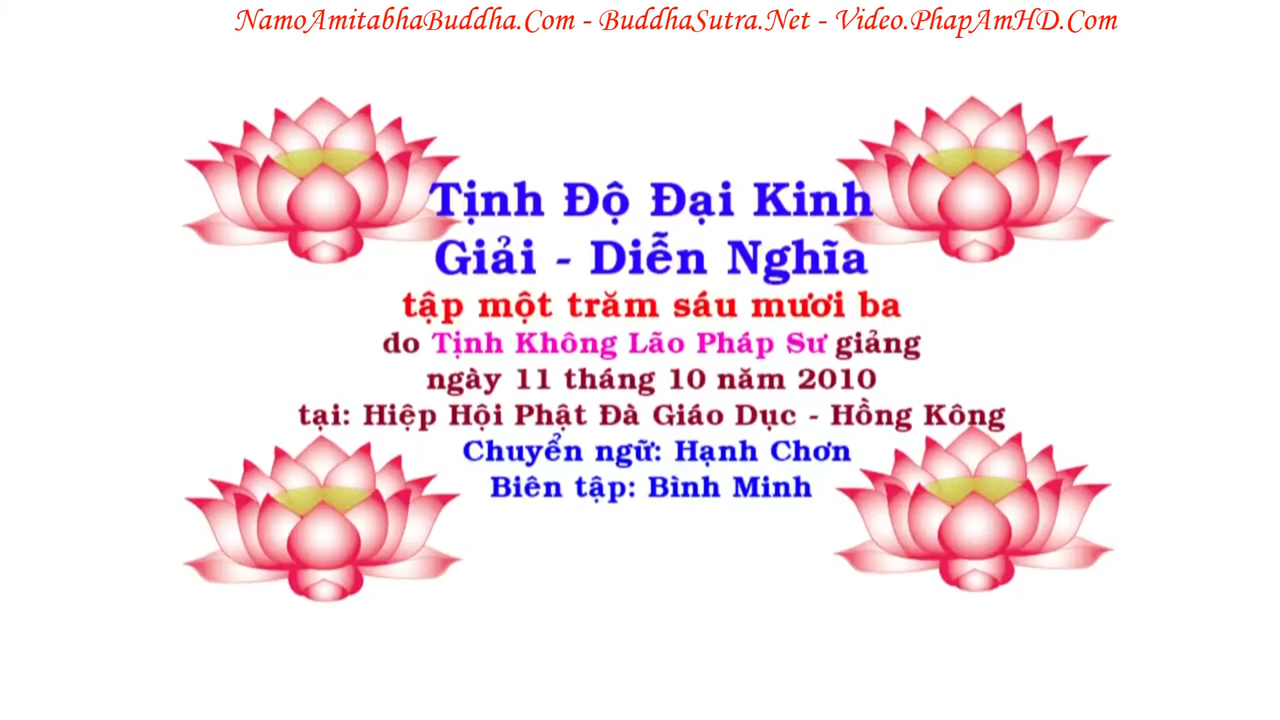 NamoAmitabhaBuddha.Com - BuddhaSutra.Net - Video.PhapAmHD.Com
Tịnh Độ Đại Kinh
Giải - Diễn Nghĩa
tập một trăm sáu mươi ba
do Tịnh Không Lão Pháp Sư giảng
ngày 11 tháng 10 năm 2010
tại: Hiệp Hội Phật Đà Giáo Dục - Hồng Kông
Chuyển ngữ: Hạnh Chơn
Biên tập: Bình Minh